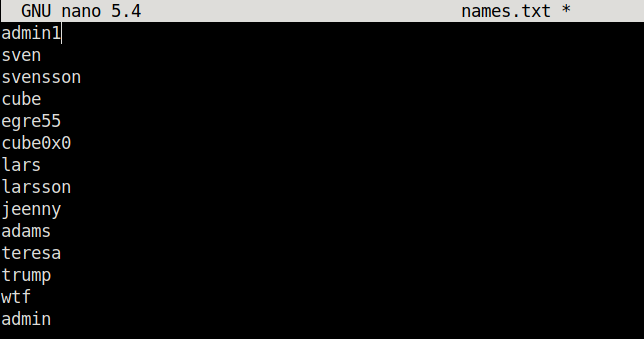 GNU nano 5.4 names.txt *
admin1
sven
svensson
cube
egre55
cube0x0
lars
larsson
jeenny
adams
teresa
trump
wtf
admin